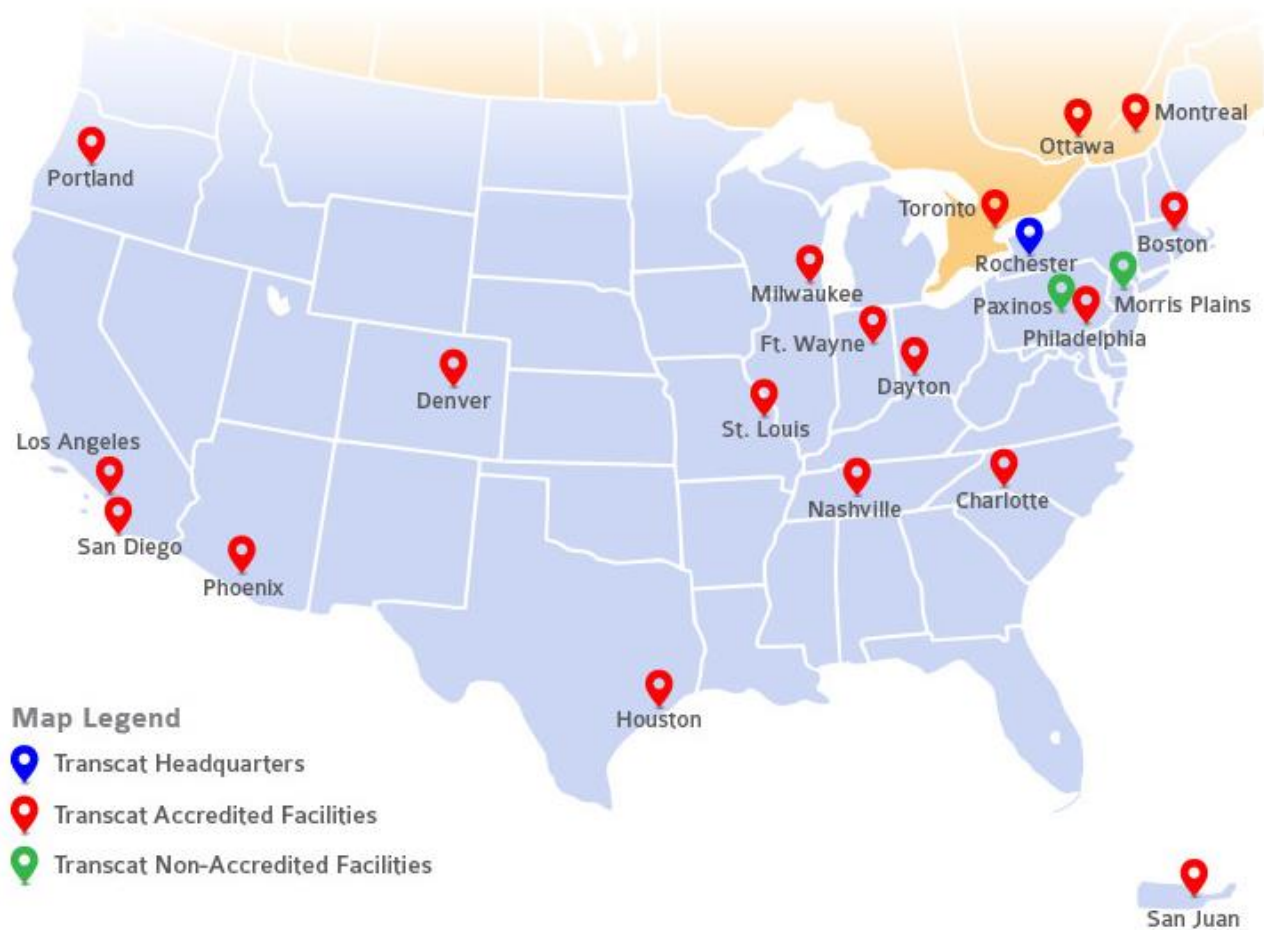 Montreal
Ottawa
Portland
Toronto
Boston
Rochester
Milwaukee
Paxinos
Morris Plains
Ft. Wayne
Philadelphia
Dayton
Denver
St. Louis
Los Angeles
Nashville
Charlotte
San Diego
Phoenix
Houston
Map Legend
Transcat Headquarters
Transcat Accredited Facilities
Transcat Non-Accredited Facilities
San Juan